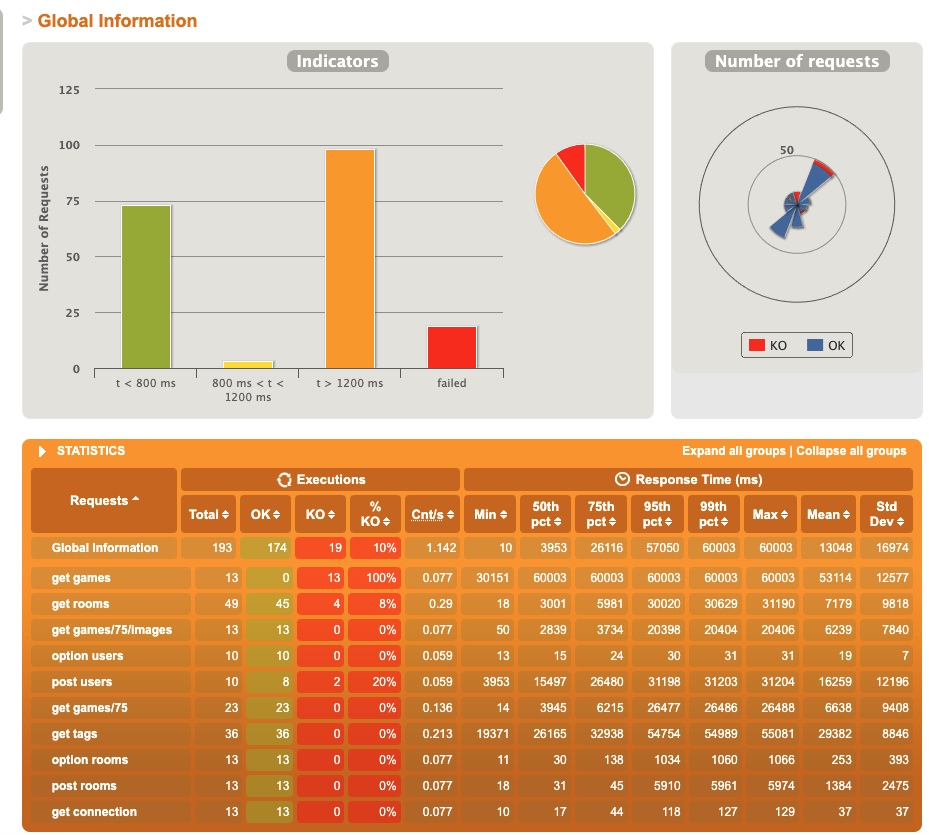 > Global Information
Indicators
Number of requests
125
100
75
50
25
0
Number of Requests
t < 800 ms
800 ms < t <
1200 ms
t > 1200 ms
failed
50
KO OK
STATISTICS Expand all groups | Collapse all groups
Requests Executions Response Time (ms)
Total OK KO % KO Cnt/s Min 50th pct 75th pct 95th pct 99th pct Max Mean Std Dev
Global Information 193 174 19 10% 1.142 10 3953 26116 57050 60003 60003 13048 16974
get games 13 0 13 100% 0.077 30151 60003 60003 60003 60003 60003 53114 12577
get rooms 49 45 4 8% 0.29 18 3001 5981 30020 30629 31190 7179 9818
get games/75/images 13 13 0 0% 0.077 50 2839 3734 20398 20404 20406 6239 7840
option users 10 10 0 0% 0.059 13 15 24 30 31 31 19 7
post users 10 8 2 20% 0.059 3953 15497 26480 31198 31203 31204 16259 12196
get games/75 23 23 0 0% 0.136 14 3945 6215 26477 26486 26488 6638 9408
get tags 36 36 0 0% 0.213 19371 26165 32938 54754 54989 55081 29382 8846
option rooms 13 13 0 0% 0.077 11 30 138 1034 1060 1066 253 393
post rooms 13 13 0 0% 0.077 18 31 45 5910 5961 5974 1384 2475
get connection 13 13 0 0% 0.077 10 17 44 118 127 129 37 37